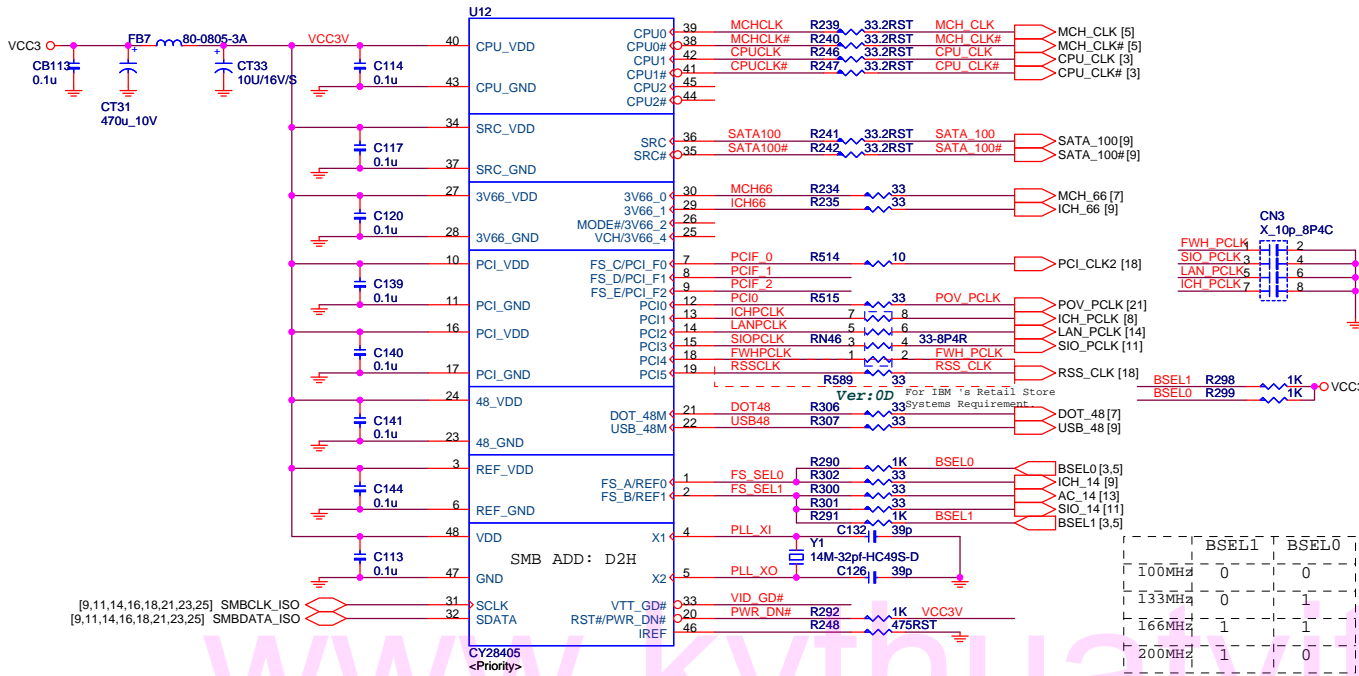 U12
VCC3
FB7 80-0805-3A
VCC3V
CB113
0.1u
CT31
470u_10V
CT33
10U/16V/S
40 CPU_VDD
C114
0.1u
43 CPU_GND
34 SRC_VDD
C117
0.1u
37 SRC_GND
27 3V66_VDD
C120
0.1u
28 3V66_GND
10 PCI_VDD
C139
0.1u
11 PCI_GND
16 PCI_VDD
C140
0.1u
17 PCI_GND
24 48_VDD
C141
0.1u
23 48_GND
3 REF_VDD
C144
0.1u
6 REF_GND
48 VDD
C113
0.1u
47 GND
SMB ADD: D2H
[9,11,14,16,18,21,23,25] SMBCLK_ISO 31 SCLK
[9,11,14,16,18,21,23,25] SMBDATA_ISO 32 SDATA
CY28405
<Priority>
CPU0 39 MCHCLK R239 33.2RST MCH_CLK MCH_CLK [5]
CPU0# 38 MCHCLK# R240 33.2RST MCH_CLK# MCH_CLK# [5]
CPU1 42 CPUCLK R246 33.2RST CPU_CLK CPU_CLK [3]
CPU1# 41 CPUCLK# R247 33.2RST CPU_CLK# CPU_CLK# [3]
CPU2 45
CPU2# 44
SRC 36 SATA100 R241 33.2RST SATA_100 SATA_100 [9]
SRC# 35 SATA100# R242 33.2RST SATA_100# SATA_100# [9]
3V66_0 30 MCH66 R234 33 MCH_66 [7]
3V66_1 29 ICH66 R235 33 ICH_66 [9]
MODE#/3V66_2 26
VCH/3V66_4 25
FS_C/PCI_F0 7 PCIF_0 R514 10 PCI_CLK2 [18]
FS_D/PCI_F1 8 PCIF_1
FS_E/PCI_F2 9 PCIF_2
PCI0 12 PCI0 R515 33 POV_PCLK POV_PCLK [21]
PCI1 13 ICHPCLK 7 8 ICH_PCLK [8]
PCI2 14 LANPCLK 5 6 LAN_PCLK [14]
PCI3 15 SIOPCLK RN46 3 4 33-8P4R SIO_PCLK [11]
PCI4 18 FWHPCLK 1 2 FWH_PCLK
PCI5 19 RSSCLK R589 33 RSS_CLK RSS_CLK [18]
Ver:0D For IBM 's Retail Store
Systems Requirement.
DOT_48M 21 DOT48 R306 33 DOT_48 [7]
USB_48M 22 USB48 R307 33 USB_48 [9]
R290 1K BSEL0 BSEL0 [3,5]
FS_A/REF0 1 FS_SEL0 R302 33 ICH_14 [9]
FS_B/REF1 2 FS_SEL1 R300 33 AC_14 [13]
R301 33 SIO_14 [11]
R291 1K BSEL1 BSEL1 [3,5]
X1 4 PLL_XI C132 39p
Y1
14M-32pf-HC49S-D
X2 5 PLL_XO C126 39p
VTT_GD# 33 VID_GD#
RST#/PWR_DN# 20 PWR_DN# R292 1K VCC3V
IREF 46 R248 475RST
CN3
X_10p_8P4C
FWH_PCLK 1 2
SIO_PCLK 3 4
LAN_PCLK 5 6
ICH_PCLK 7 8
BSEL1 R298 1K
BSEL0 R299 1K
VCC3
BSEL1 BSEL0
100MHz 0 0
133MHz 0 1
166MHz 1 1
200MHz 1 0
www.kythuatvit